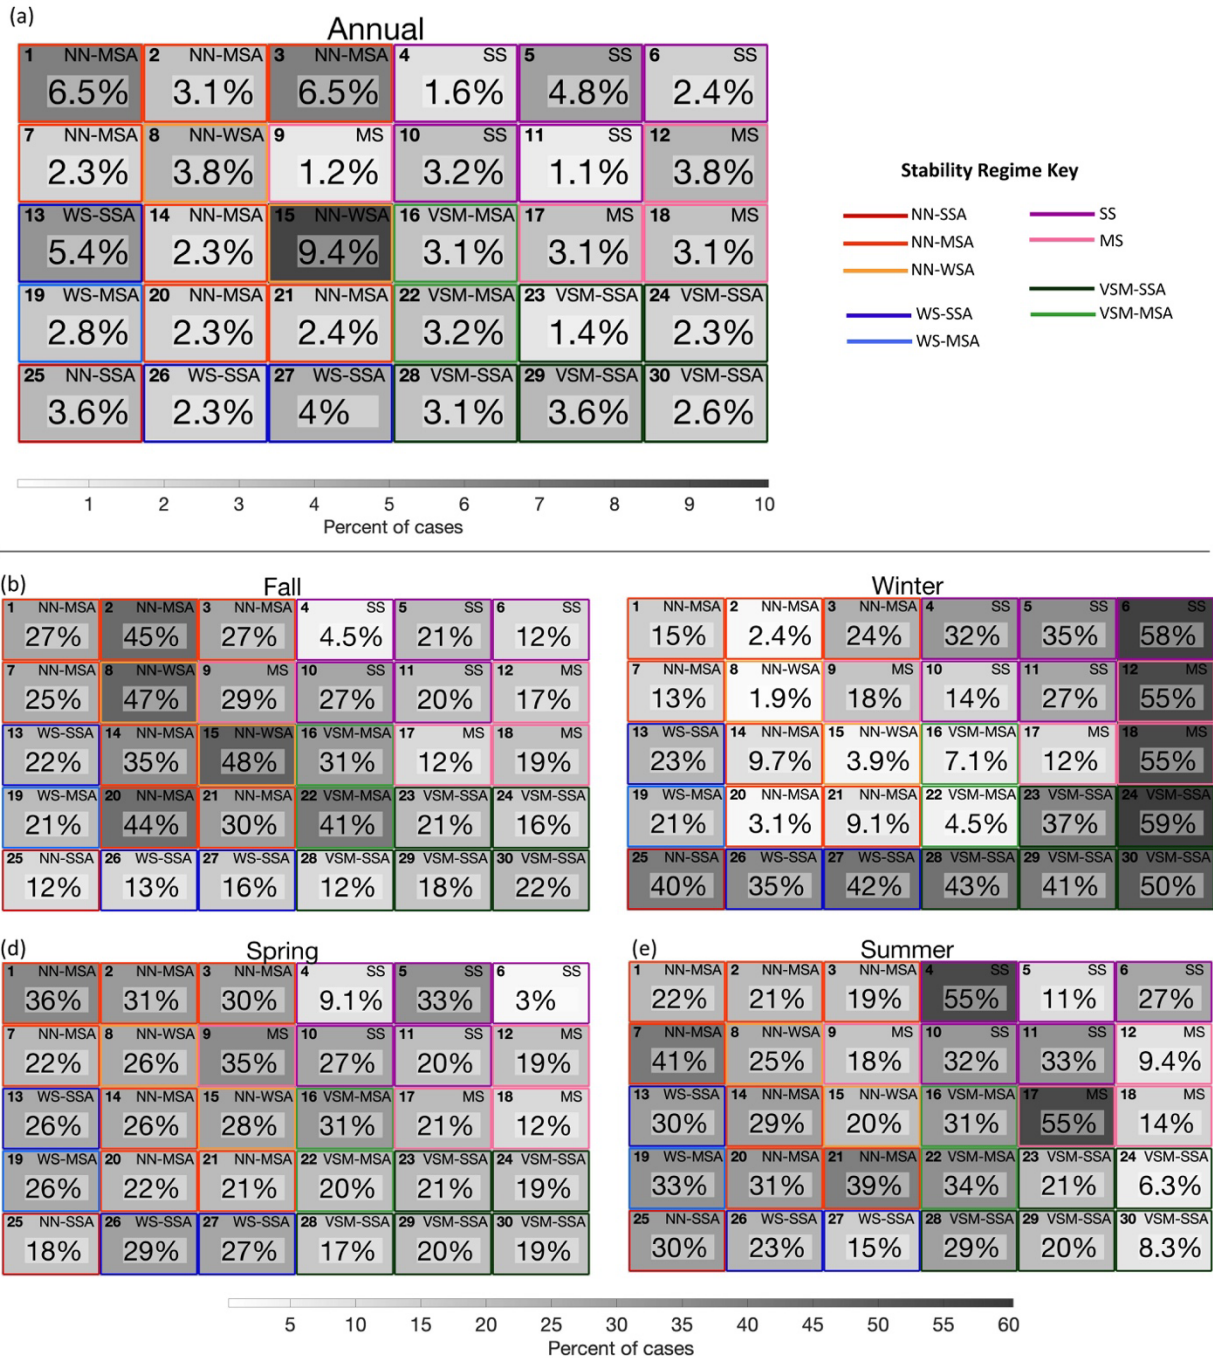 (a)
Annual
1 NN-MSA 2 NN-MSA 3 NN-MSA 4 SS 5 SS 6 SS
6.5% 3.1% 6.5% 1.6% 4.8% 2.4%
7 NN-MSA 8 NN-WSA 9 MS 10 SS 11 SS 12 MS
2.3% 3.8% 1.2% 3.2% 1.1% 3.8%
13 WS-SSA 14 NN-MSA 15 NN-WSA 16 VSM-MSA 17 MS 18 MS
5.4% 2.3% 9.4% 3.1% 3.1% 3.1%
19 WS-MSA 20 NN-MSA 21 NN-MSA 22 VSM-MSA 23 VSM-SSA 24 VSM-SSA
2.8% 2.3% 2.4% 3.2% 1.4% 2.3%
25 NN-SSA 26 WS-SSA 27 WS-SSA 28 VSM-SSA 29 VSM-SSA 30 VSM-SSA
3.6% 2.3% 4% 3.1% 3.6% 2.6%
1 2 3 4 5 6 7 8 9 10
Percent of cases
Stability Regime Key
NN-SSA SS
NN-MSA MS
NN-WSA
VSM-SSA
WS-SSA VSM-MSA
WS-MSA
(b)
Fall
1 NN-MSA 2 NN-MSA 3 NN-MSA 4 SS 5 SS 6 SS
27% 45% 27% 4.5% 21% 12%
7 NN-MSA 8 NN-WSA 9 MS 10 SS 11 SS 12 MS
25% 47% 29% 27% 20% 17%
13 WS-SSA 14 NN-MSA 15 NN-WSA 16 VSM-MSA 17 MS 18 MS
22% 35% 48% 31% 12% 19%
19 WS-MSA 20 NN-MSA 21 NN-MSA 22 VSM-MSA 23 VSM-SSA 24 VSM-SSA
21% 44% 30% 41% 21% 16%
25 NN-SSA 26 WS-SSA 27 WS-SSA 28 VSM-SSA 29 VSM-SSA 30 VSM-SSA
12% 13% 16% 12% 18% 22%
Winter
1 NN-MSA 2 NN-MSA 3 NN-MSA 4 SS 5 SS 6 SS
15% 2.4% 24% 32% 35% 58%
7 NN-MSA 8 NN-WSA 9 MS 10 SS 11 SS 12 MS
13% 1.9% 18% 14% 27% 55%
13 WS-SSA 14 NN-MSA 15 NN-WSA 16 VSM-MSA 17 MS 18 MS
23% 9.7% 3.9% 7.1% 12% 55%
19 WS-MSA 20 NN-MSA 21 NN-MSA 22 VSM-MSA 23 VSM-SSA 24 VSM-SSA
21% 3.1% 9.1% 4.5% 37% 59%
25 NN-SSA 26 WS-SSA 27 WS-SSA 28 VSM-SSA 29 VSM-SSA 30 VSM-SSA
40% 35% 42% 43% 41% 50%
(d)
Spring
1 NN-MSA 2 NN-MSA 3 NN-MSA 4 SS 5 SS 6 SS
36% 31% 30% 9.1% 33% 3%
7 NN-MSA 8 NN-WSA 9 MS 10 SS 11 SS 12 MS
22% 26% 35% 27% 20% 19%
13 WS-SSA 14 NN-MSA 15 NN-WSA 16 VSM-MSA 17 MS 18 MS
26% 26% 28% 31% 21% 12%
19 WS-MSA 20 NN-MSA 21 NN-MSA 22 VSM-MSA 23 VSM-SSA 24 VSM-SSA
26% 22% 21% 20% 21% 19%
25 NN-SSA 26 WS-SSA 27 WS-SSA 28 VSM-SSA 29 VSM-SSA 30 VSM-SSA
18% 29% 27% 17% 20% 19%
(e)
Summer
1 NN-MSA 2 NN-MSA 3 NN-MSA 4 SS 5 SS 6 SS
22% 21% 19% 55% 11% 27%
7 NN-MSA 8 NN-WSA 9 MS 10 SS 11 SS 12 MS
41% 25% 18% 32% 33% 9.4%
13 WS-SSA 14 NN-MSA 15 NN-WSA 16 VSM-MSA 17 MS 18 MS
30% 29% 20% 31% 55% 14%
19 WS-MSA 20 NN-MSA 21 NN-MSA 22 VSM-MSA 23 VSM-SSA 24 VSM-SSA
33% 31% 39% 34% 21% 6.3%
25 NN-SSA 26 WS-SSA 27 WS-SSA 28 VSM-SSA 29 VSM-SSA 30 VSM-SSA
30% 23% 15% 29% 20% 8.3%
5 10 15 20 25 30 35 40 45 50 55 60
Percent of cases